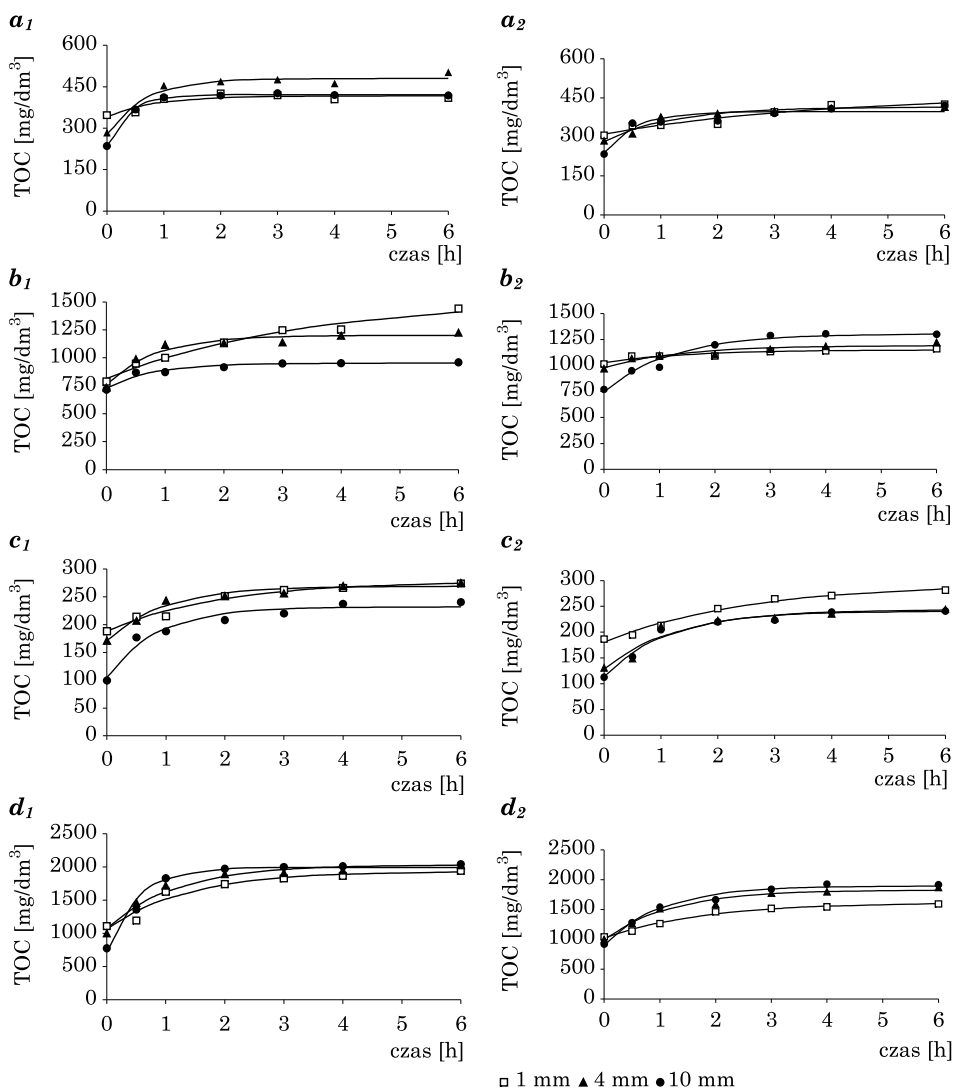 a1
TOC [mg/dm3]
600
450
300
150
0
0 1 2 3 4 5 6
czas [h]
a2
TOC [mg/dm3]
600
450
300
150
0
0 1 2 3 4 5 6
czas [h]
b1
TOC [mg/dm3]
1500
1250
1000
750
500
250
0
0 1 2 3 4 5 6
czas [h]
b2
TOC [mg/dm3]
1500
1250
1000
750
500
250
0
0 1 2 3 4 5 6
czas [h]
c1
TOC [mg/dm3]
300
250
200
150
100
50
0
0 1 2 3 4 5 6
czas [h]
c2
TOC [mg/dm3]
300
250
200
150
100
50
0
0 1 2 3 4 5 6
czas [h]
d1
TOC [mg/dm3]
2500
2000
1500
1000
500
0
0 1 2 3 4 5 6
czas [h]
d2
TOC [mg/dm3]
2500
2000
1500
1000
500
0
0 1 2 3 4 5 6
czas [h]
1 mm 4 mm 10 mm